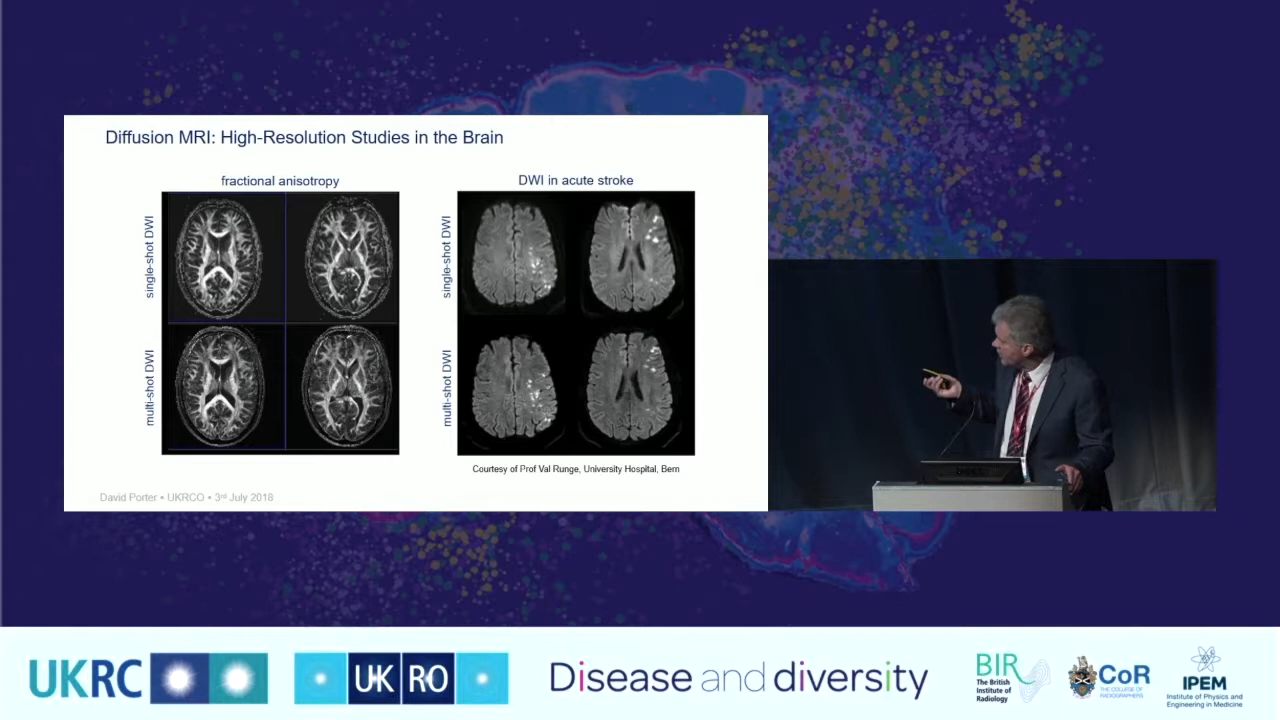 Diffusion MRI: High-Resolution Studies in the Brain
fractional anisotropy
DWI in acute stroke
single-shot DWI
single-shot DWI
multi-shot DWI
multi-shot DWI
Courtesy of Prof Val Runge, University Hospital, Bern
David Porter • UKRCO • 3rd July 2018
UKRC
UK RO
Disease and diversity
BIR
The British
Institute of
Radiology
CoR
THE COLLEGE OF
RADIOGRAPHERS
IPEM
Institute of Physics and
Engineering in Medicine